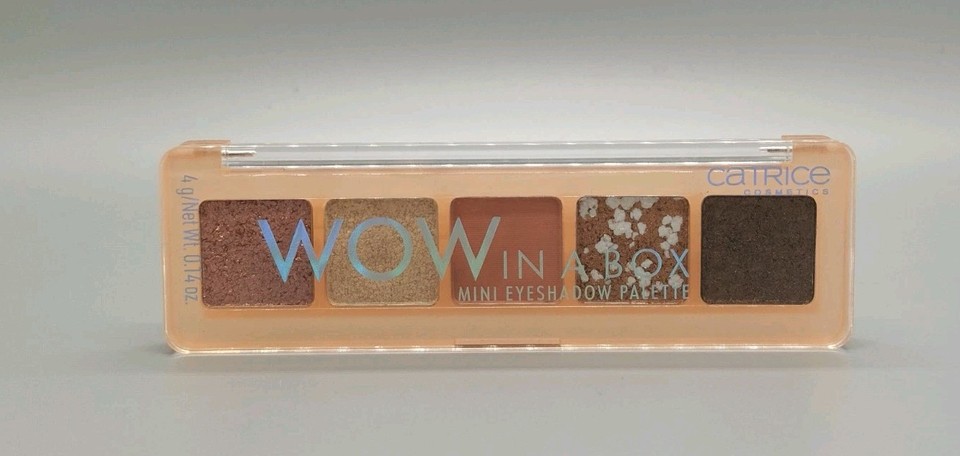 CATRICE
COSMETICS
4 g/Net Wt. 0.14 oz.
WOW IN A BOX
MINI EYESHADOW PALETTE